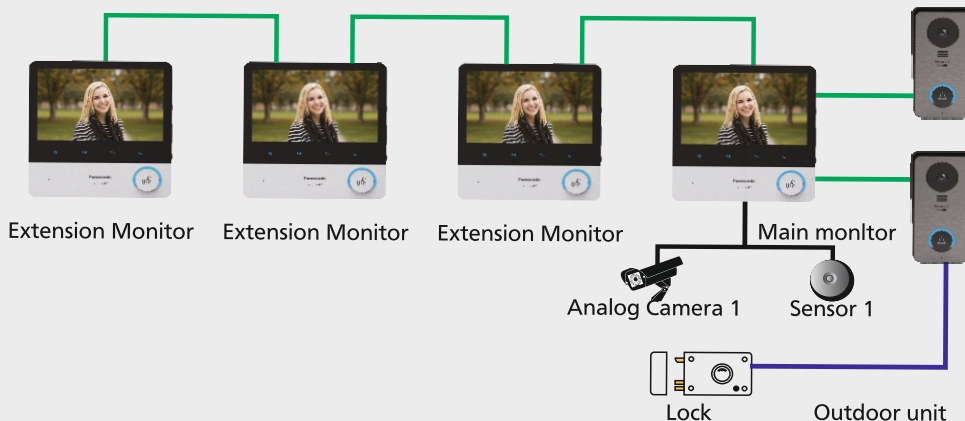 Extension Monitor
Extension Monitor
Extension Monitor
Main monltor
Analog Camera 1
Sensor 1
Lock
Outdoor unit